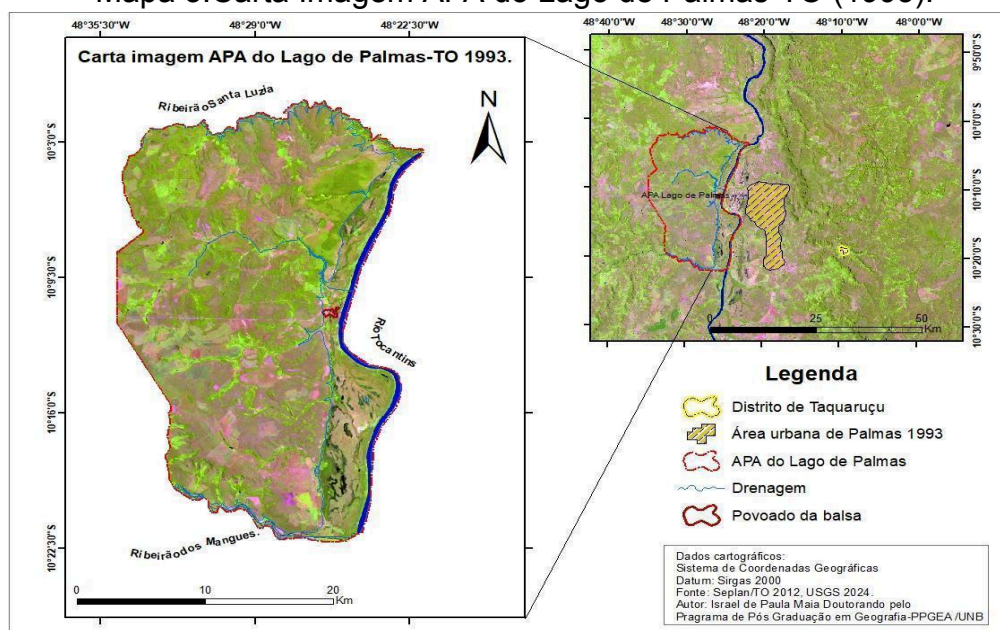 Carta Imagem APA do Lago de Palmas-TO
48°35'30"O 48°29'0"O 48°22'30"O
Carta imagem APA do Lago de Palmas-TO 1993.
Ribeirão Santa Luzia
N
10°3'0"S
10°9'30"S
10°16'0"S
10°22'30"S
Rio Tocantins
Ribeirão dos Mangues.
0 10 20
Km
48°40'0"O 48°30'0"O 48°20'0"O 48°10'0"O 48°0'0"O
9°50'0"S
10°0'0"S
10°10'0"S
10°20'0"S
10°30'0"S
APA Lago de Palmas
0 25 50
Km
Legenda
Distrito de Taquaruçu
Área urbana de Palmas 1993
APA do Lago de Palmas
Drenagem
Povoado da balsa
Dados cartográficos:
Sistema de Coordenadas Geográficas
Datum: Sirgas 2000
Fonte: Seplan/TO 2012, USGS 2024.
Autor: Israel de Paula Maia Doutorando pelo
Pragrama de Pós Graduação em Geografia-PPGEA /UNB